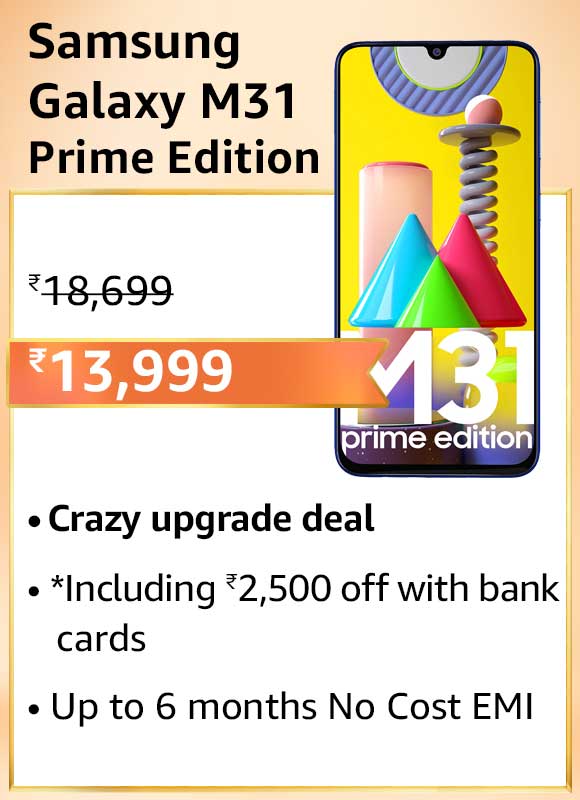 Samsung
Galaxy M31
Prime Edition
₹18,699
₹13,999
M31
prime edition
• Crazy upgrade deal
• *Including ₹2,500 off with bank
cards
• Up to 6 months No Cost EMI